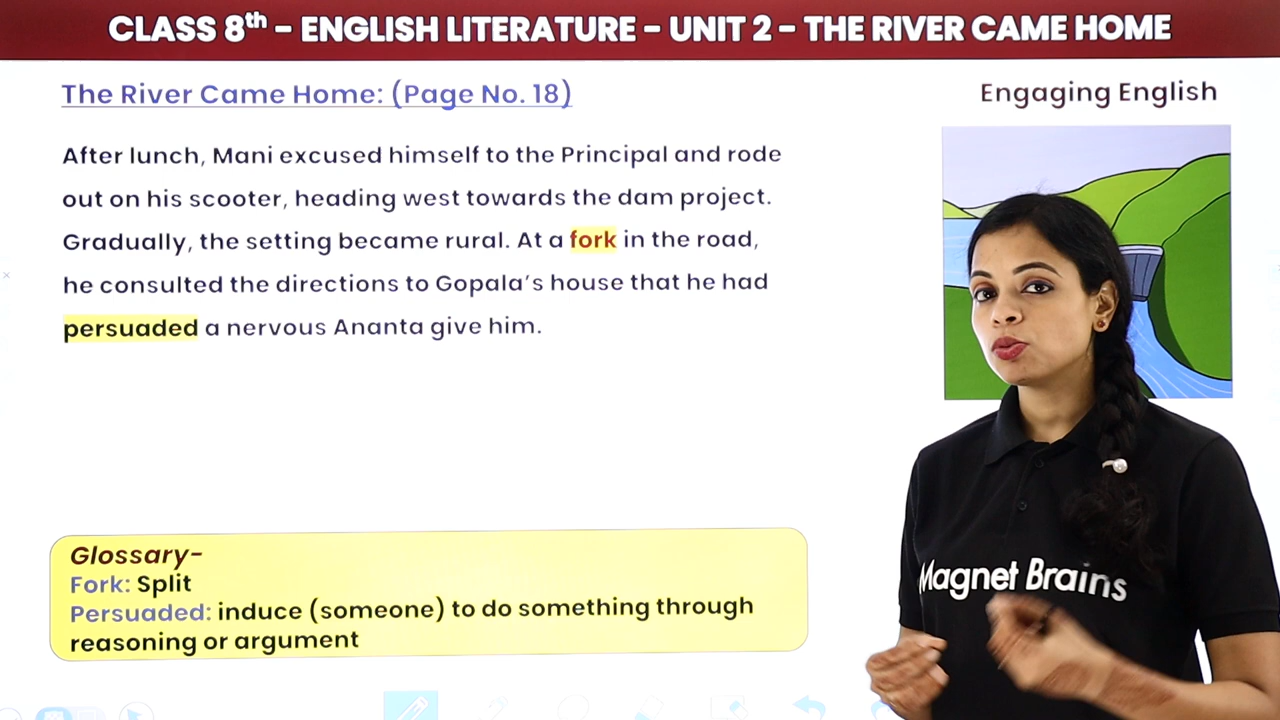 CLASS 8th - ENGLISH LITERATURE - UNIT 2 - THE RIVER CAME HOME
The River Came Home: (Page No. 18)
Engaging English
After lunch, Mani excused himself to the Principal and rode
out on his scooter, heading west towards the dam project.
Gradually, the setting became rural. At a fork in the road,
he consulted the directions to Gopala's house that he had
persuaded a nervous Ananta give him.
Glossary-
Fork: Split
Persuaded: induce (someone) to do something through
reasoning or argument
Magnet Brains